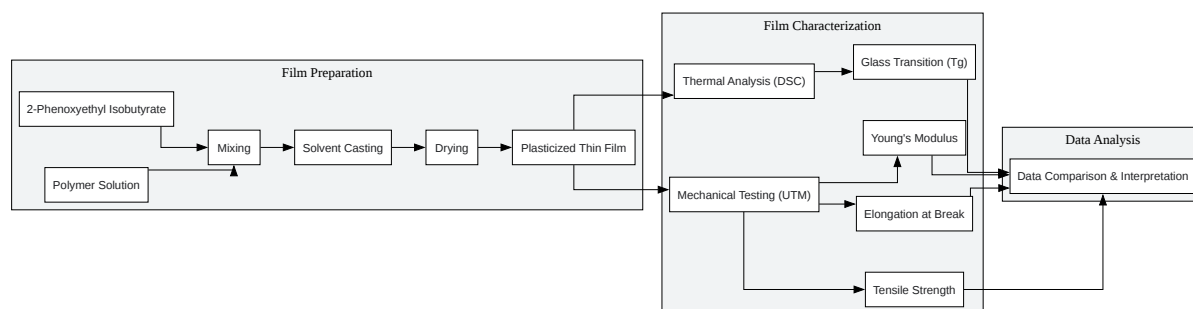 Film Preparation
2-Phenoxyethyl Isobutyrate
Polymer Solution
Mixing
Solvent Casting
Drying
Plasticized Thin Film
Film Characterization
Thermal Analysis (DSC)
Glass Transition (Tg)
Mechanical Testing (UTM)
Young's Modulus
Elongation at Break
Tensile Strength
Data Analysis
Data Comparison & Interpretation